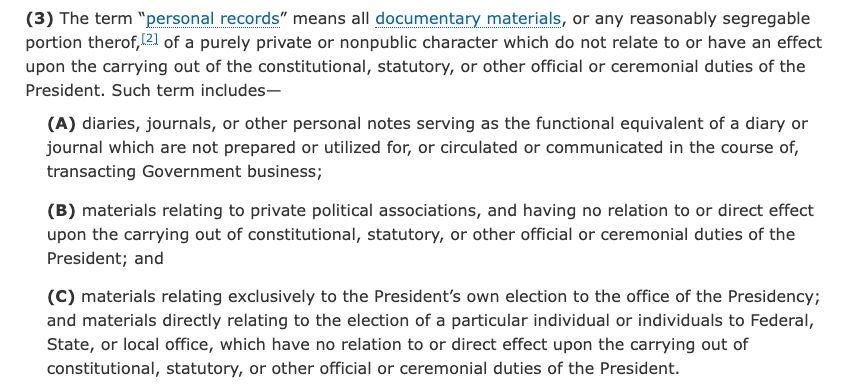 (3) The term “personal records” means all documentary materials, or any reasonably segregable
portion therof,[2] of a purely private or nonpublic character which do not relate to or have an effect
upon the carrying out of the constitutional, statutory, or other official or ceremonial duties of the
President. Such term includes—
(A) diaries, journals, or other personal notes serving as the functional equivalent of a diary or
journal which are not prepared or utilized for, or circulated or communicated in the course of,
transacting Government business;
(B) materials relating to private political associations, and having no relation to or direct effect
upon the carrying out of constitutional, statutory, or other official or ceremonial duties of the
President; and
(C) materials relating exclusively to the President’s own election to the office of the Presidency;
and materials directly relating to the election of a particular individual or individuals to Federal,
State, or local office, which have no relation to or direct effect upon the carrying out of
constitutional, statutory, or other official or ceremonial duties of the President.